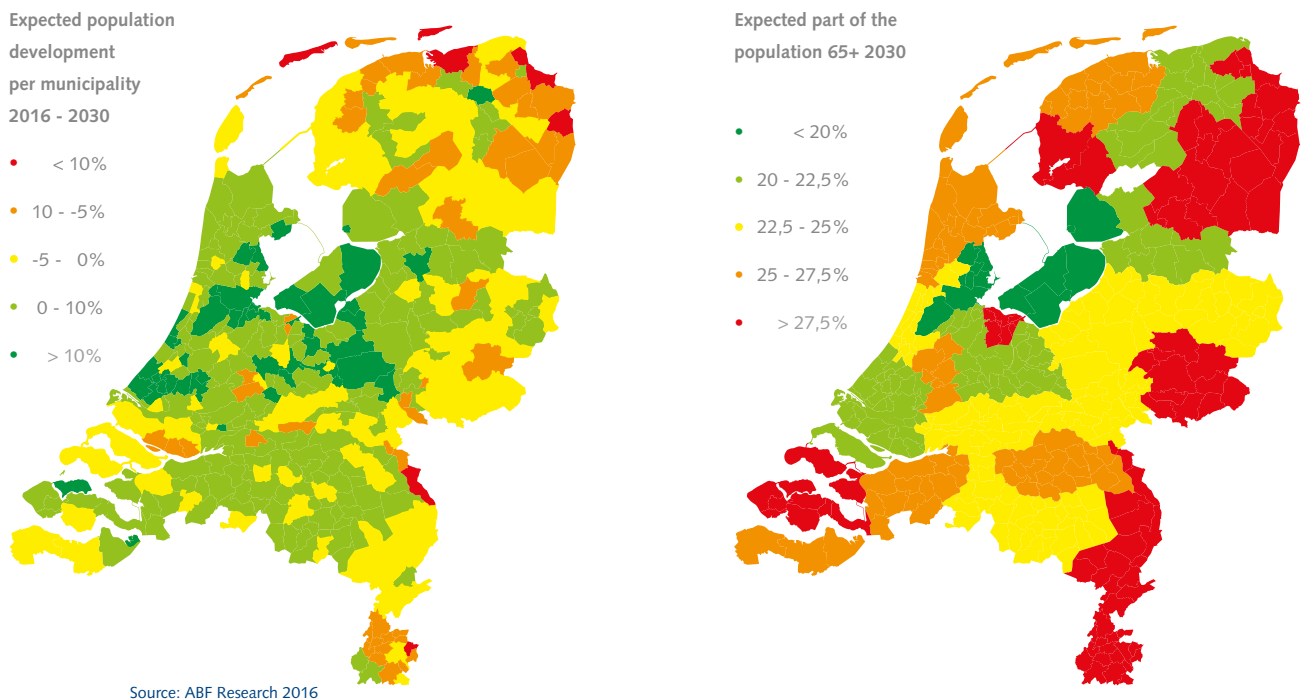 Expected population
development
per municipality
2016 - 2030
< 10%
10 - -5%
-5 - 0%
0 - 10%
> 10%
Source: ABF Research 2016
Expected part of the
population 65+ 2030
< 20%
20 - 22,5%
22,5 - 25%
25 - 27,5%
> 27,5%